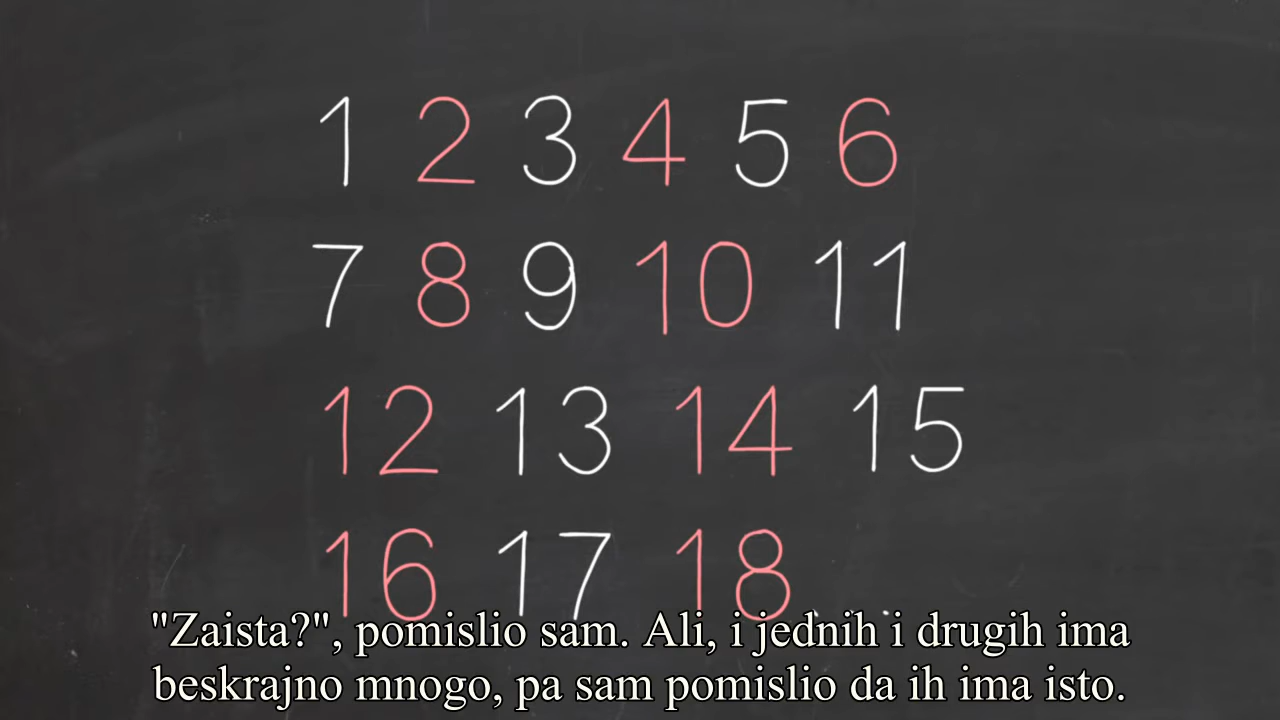 1 2 3 4 5 6
7 8 9 10 11
12 13 14 15
16 17 18...
"Zaista?", pomislio sam. Ali, i jednih i drugih ima
beskrajno mnogo, pa sam pomislio da ih ima isto.